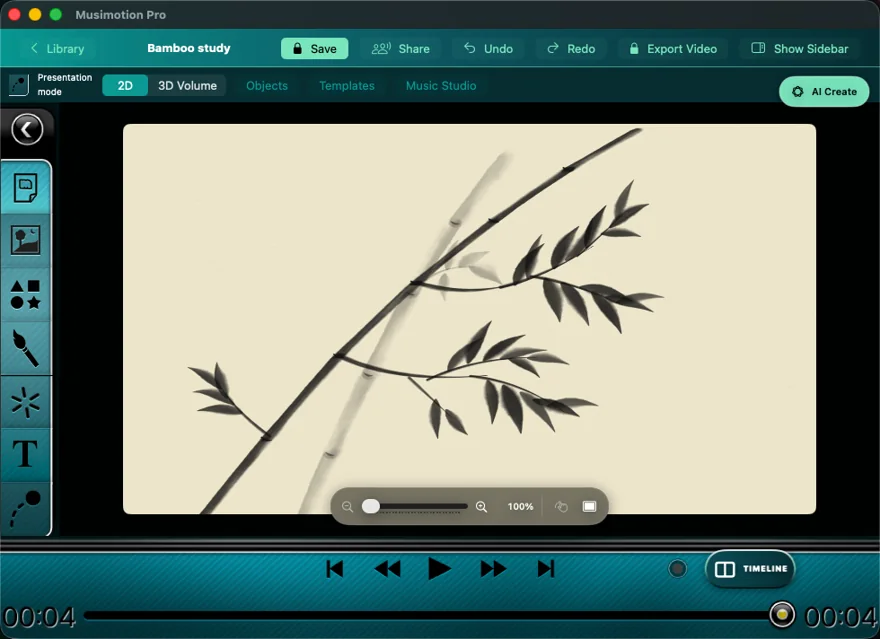 Musimotion Pro
Library
Bamboo study
Save
Share
Undo
Redo
Export Video
Show Sidebar
Presentation
mode
2D
3D Volume
Objects
Templates
Music Studio
AI Create
T
100%
TIMELINE
00:04
00:04